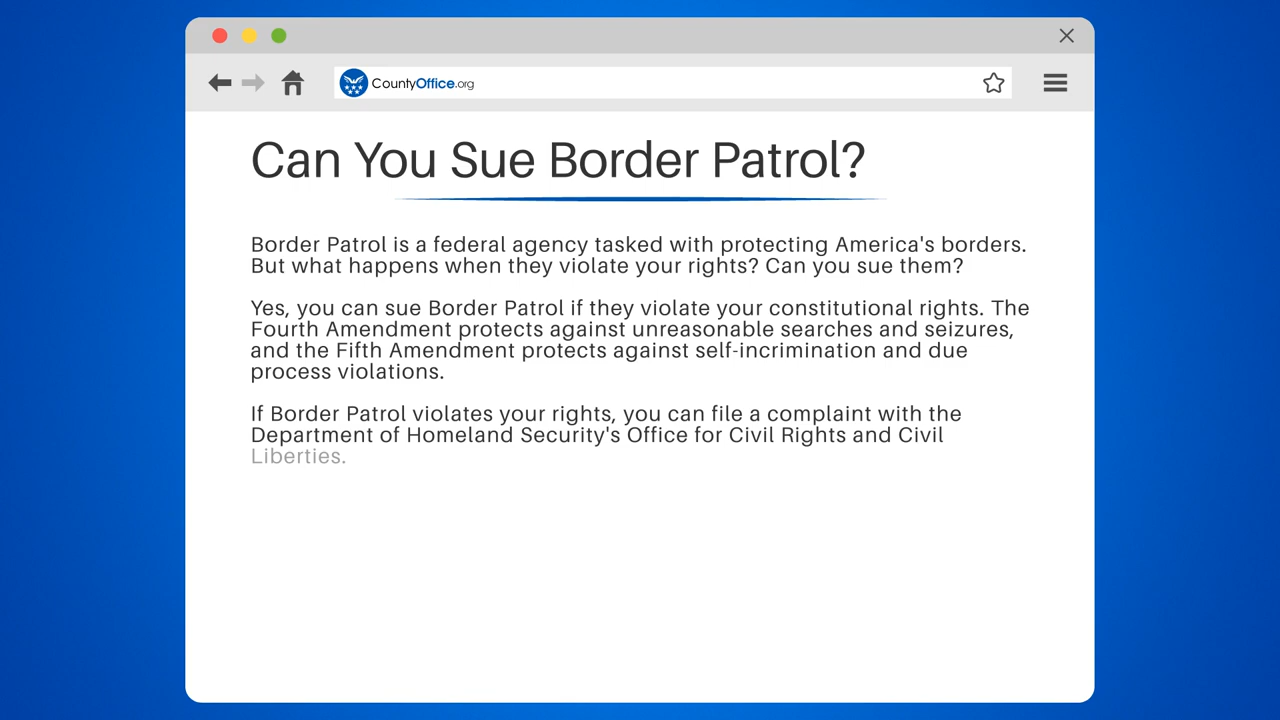 CountyOffice.org
Can You Sue Border Patrol?
Border Patrol is a federal agency tasked with protecting America's borders.
But what happens when they violate your rights? Can you sue them?
Yes, you can sue Border Patrol if they violate your constitutional rights. The
Fourth Amendment protects against unreasonable searches and seizures,
and the Fifth Amendment protects against self-incrimination and due
process violations.
If Border Patrol violates your rights, you can file a complaint with the
Department of Homeland Security's Office for Civil Rights and Civil
Liberties.